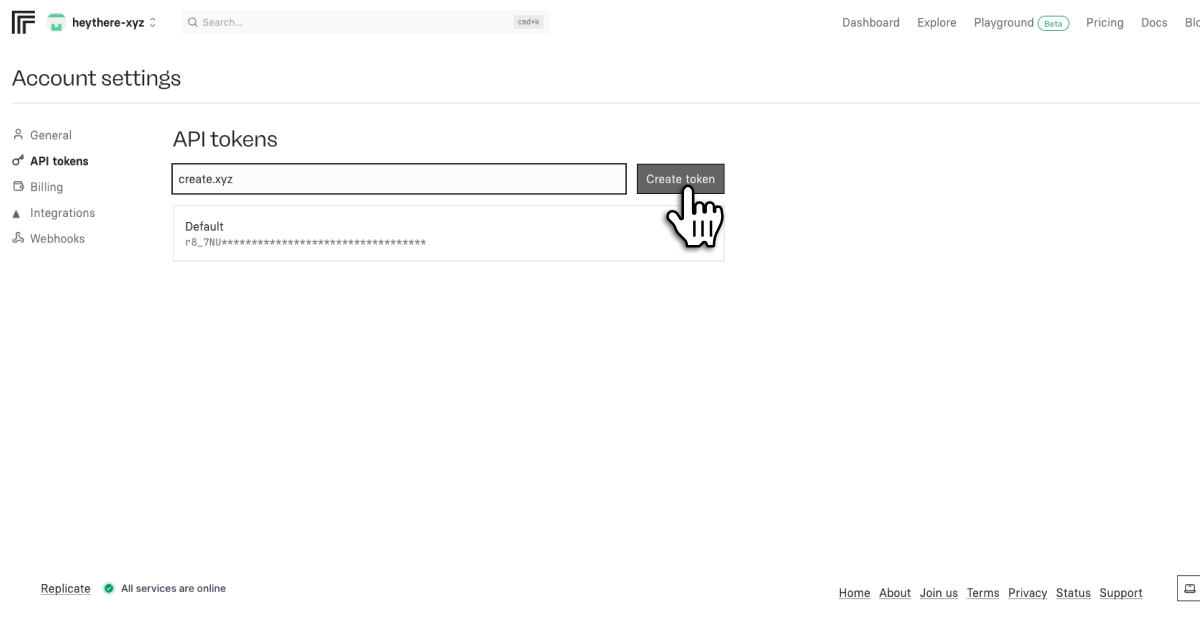 heythere-xyz Search... cmd+k Dashboard Explore Playground Beta Pricing Docs
Account settings
General
API tokens
Billing
Integrations
Webhooks
API tokens
create.xyz Create token
Default
r8_7NU**********************************
Replicate All services are online
Home About Join us Terms Privacy Status Support